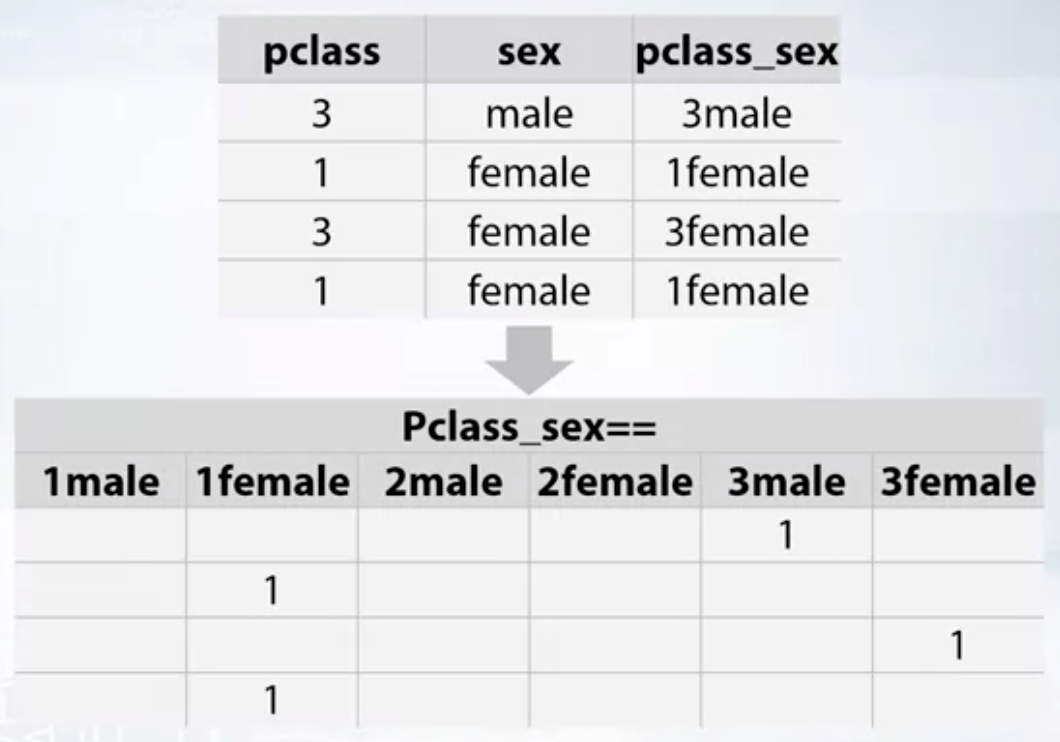 pclass sex pclass_sex
3 male 3male
1 female 1female
3 female 3female
1 female 1female
Pclass_sex==
1male 1female 2male 2female 3male 3female
1
1
1
1